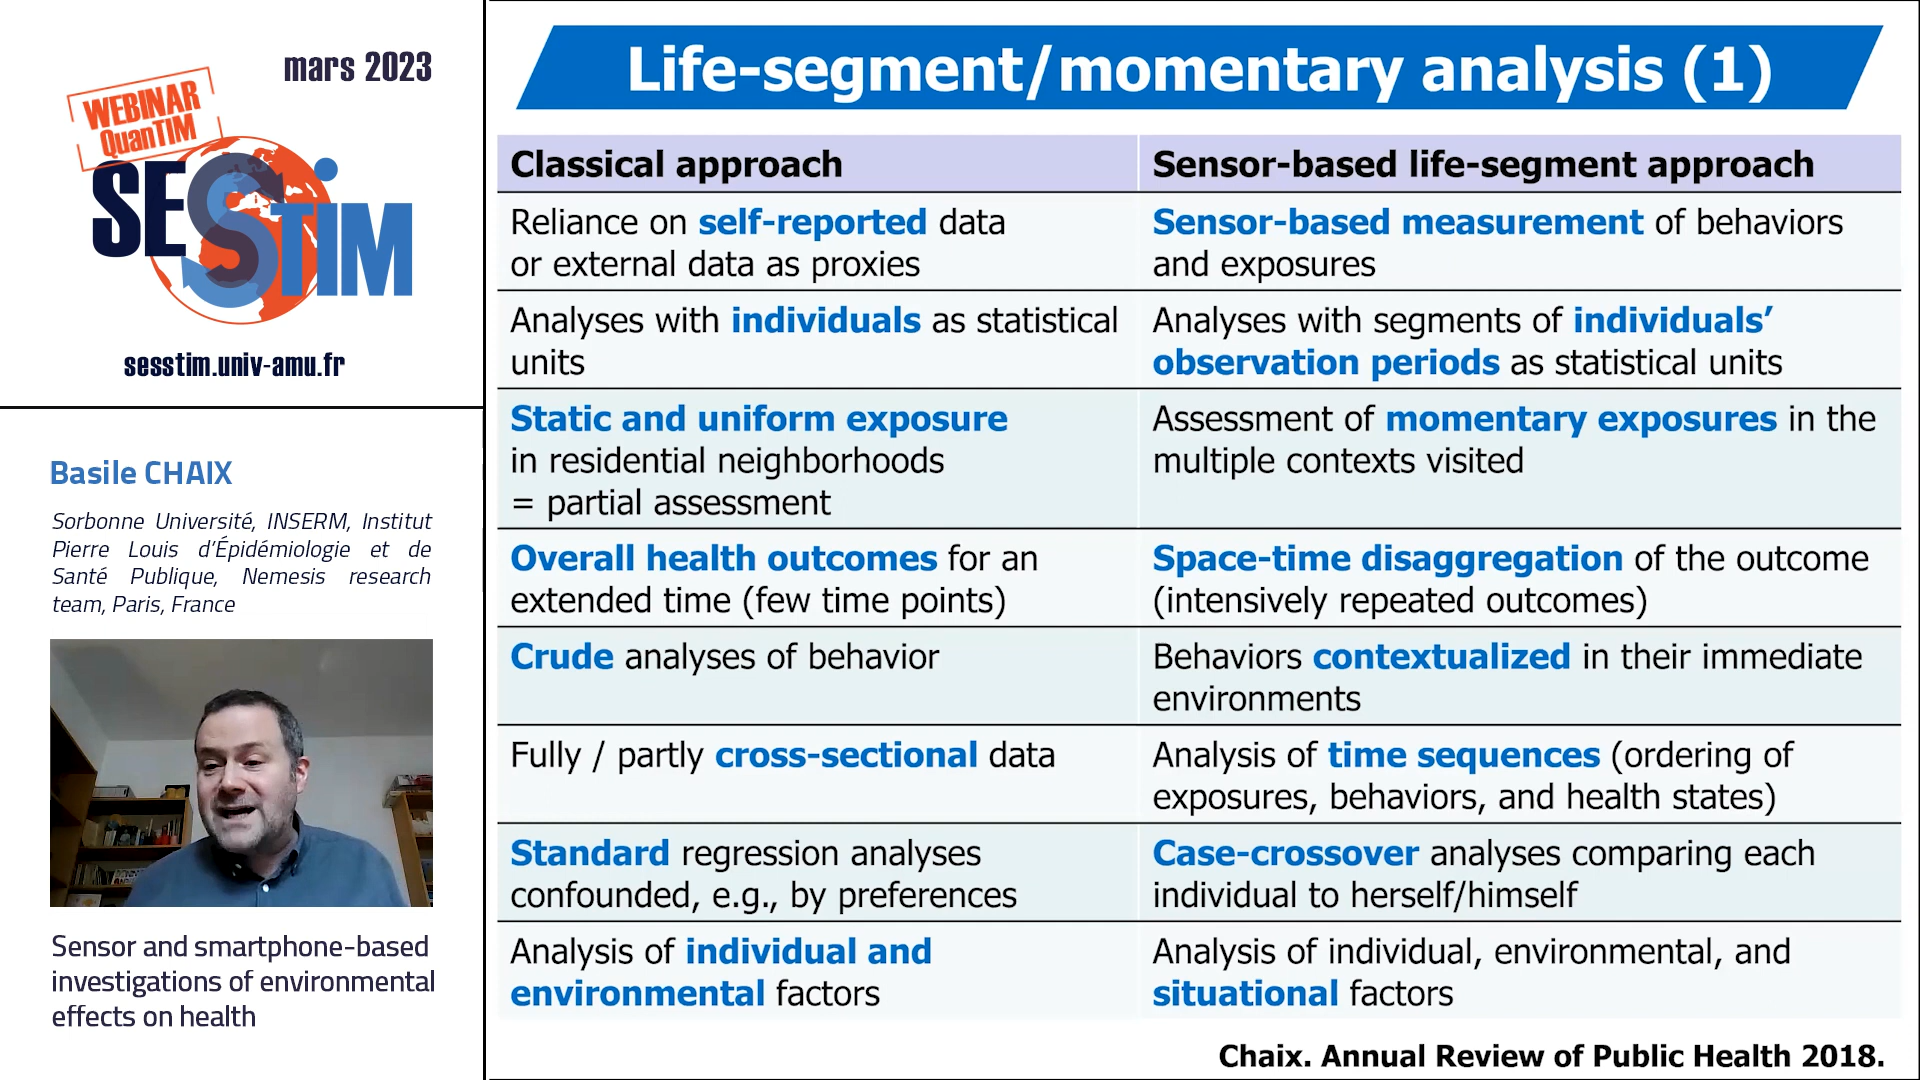 mars 2023
WEBINAR
QuanTIM
SESSTIM
sesstim.univ-amu.fr
Basile CHAIX
Sorbonne Université, INSERM, Institut
Pierre Louis d'Épidémiologie et de
Santé Publique, Nemesis research
team, Paris, France
Sensor and smartphone-based
investigations of environmental
effects on health
Life-segment/momentary analysis (1)
Classical approach
Sensor-based life-segment approach
Reliance on self-reported data
or external data as proxies
Sensor-based measurement of behaviors
and exposures
Analyses with individuals as statistical
units
Analyses with segments of individuals’
observation periods as statistical units
Static and uniform exposure
in residential neighborhoods
= partial assessment
Assessment of momentary exposures in the
multiple contexts visited
Overall health outcomes for an
extended time (few time points)
Space-time disaggregation of the outcome
(intensively repeated outcomes)
Crude analyses of behavior
Behaviors contextualized in their immediate
environments
Fully / partly cross-sectional data
Analysis of time sequences (ordering of
exposures, behaviors, and health states)
Standard regression analyses
confounded, e.g., by preferences
Case-crossover analyses comparing each
individual to herself/himself
Analysis of individual and
environmental factors
Analysis of individual, environmental, and
situational factors
Chaix. Annual Review of Public Health 2018.